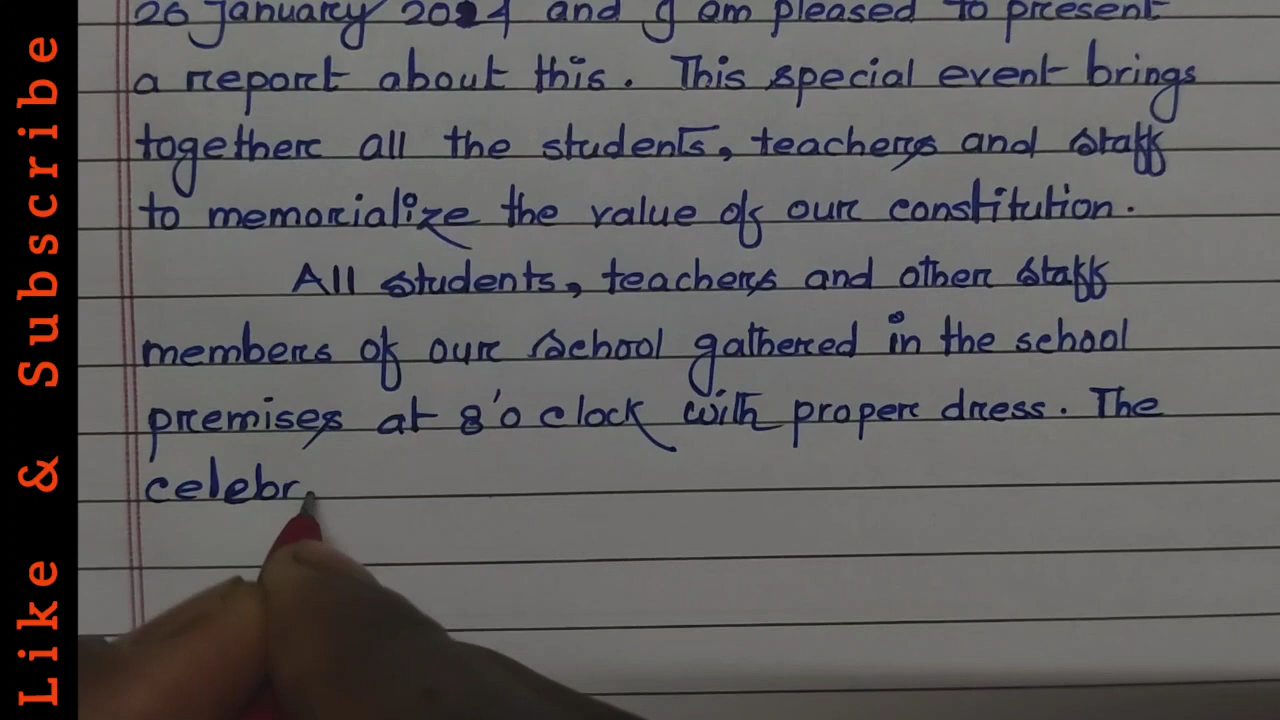 Like & Subscribe
26 January 2024 and I am pleased to present
a report about this. This special event brings
together all the students, teachers and staff
to memorialize the value of our constitution.
All students, teachers and other staff
members of our school gathered in the school
premises at 8'o clock with proper dress. The
celebr